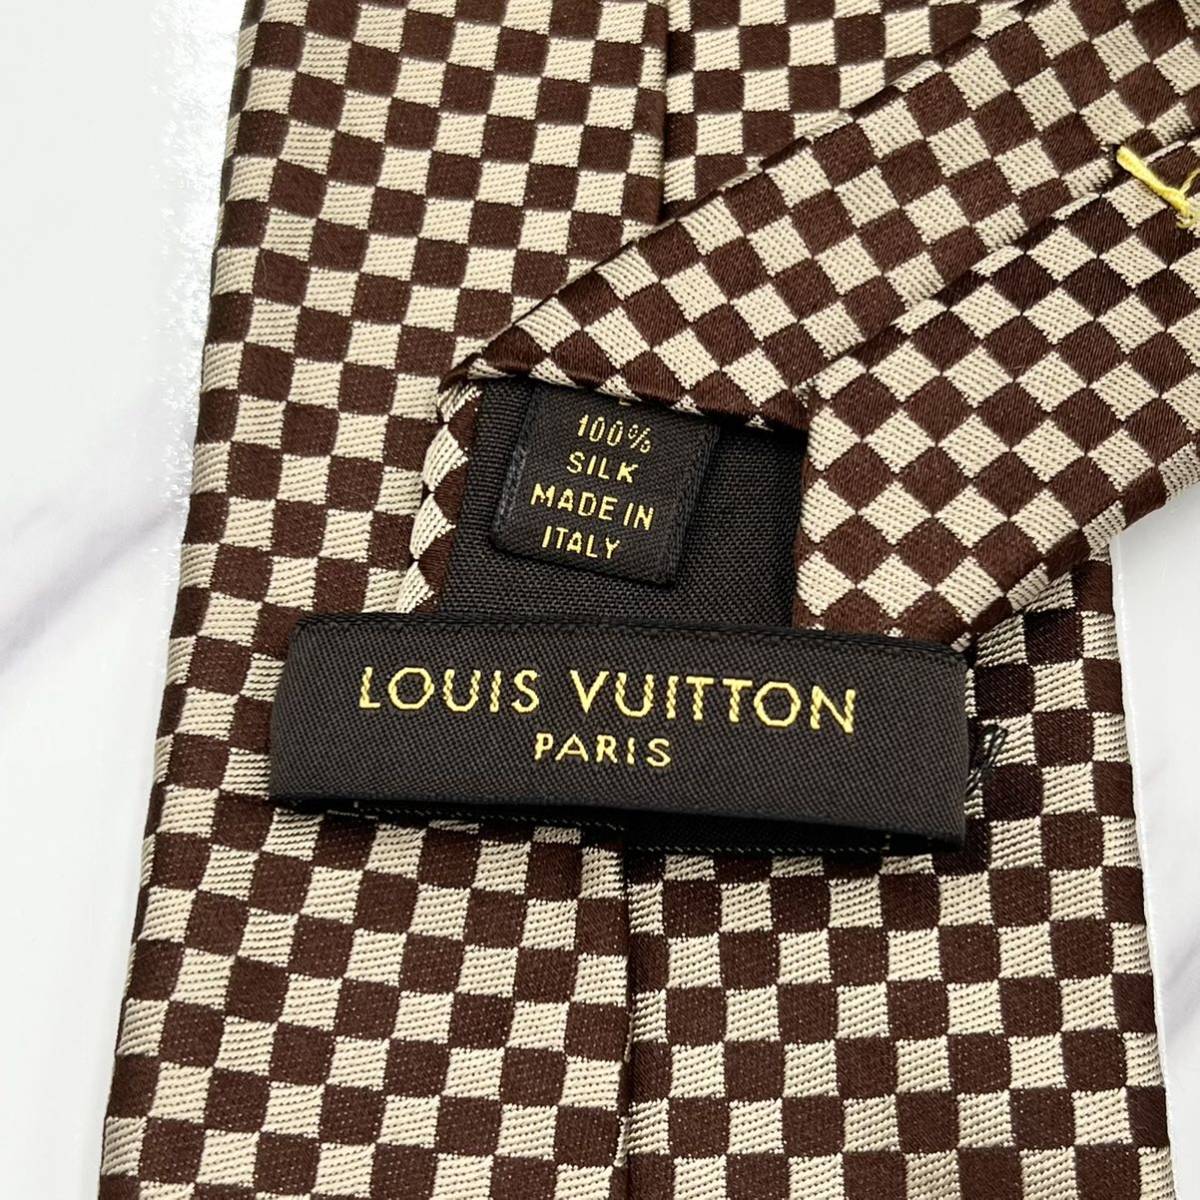 100%
SILK
MADE IN
ITALY
LOUIS VUITTON
PARIS